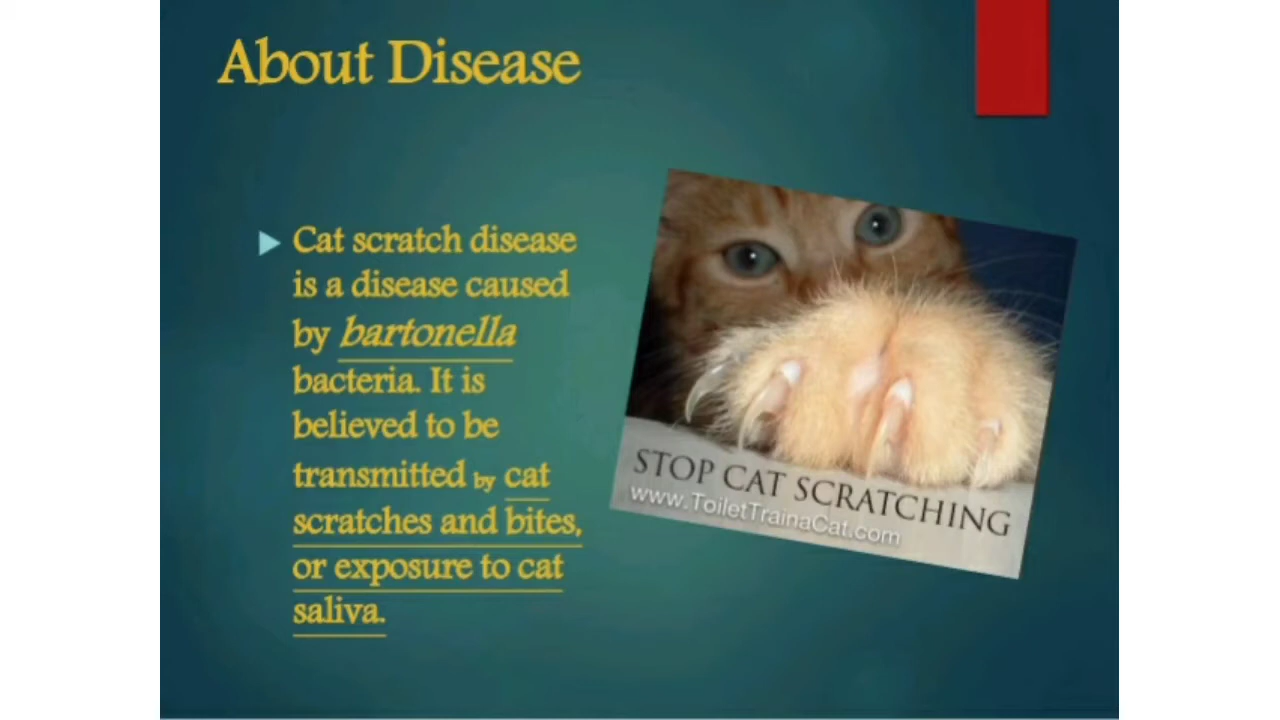 About Disease
Cat scratch disease
is a disease caused
by bartonella
bacteria. It is
believed to be
transmitted by cat
scratches and bites,
or exposure to cat
saliva.
STOP CAT SCRATCHING
www.ToiletTrainaCat.com